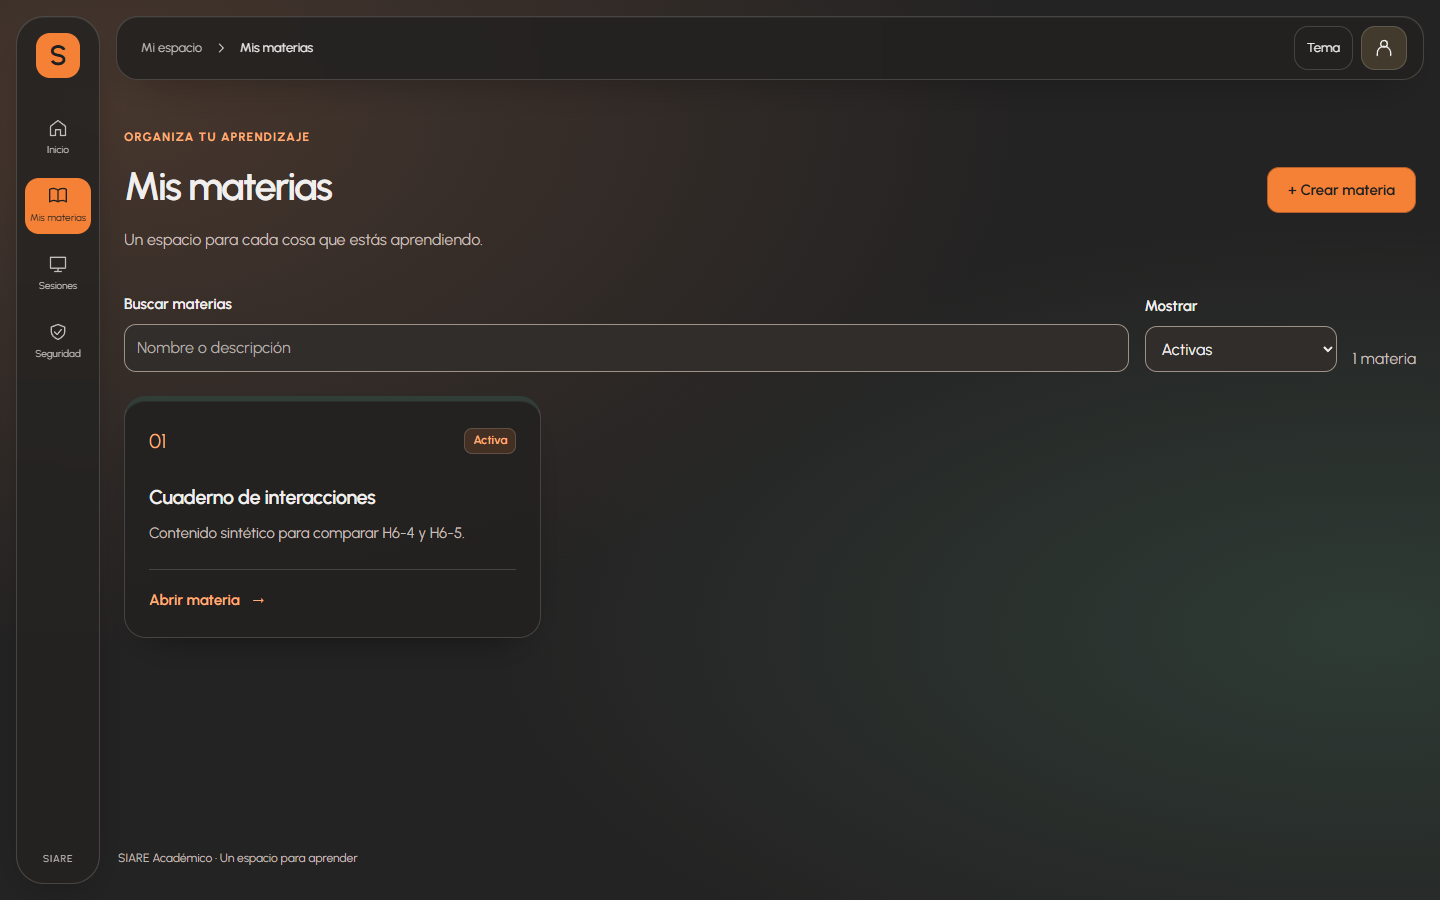 S
Mi espacio > Mis materias
Tema
Inicio
Mis materias
Sesiones
Seguridad
SIARE
ORGANIZA TU APRENDIZAJE
Mis materias
+ Crear materia
Un espacio para cada cosa que estás aprendiendo.
Buscar materias
Nombre o descripción
Mostrar
Activas
1 materia
01
Activa
Cuaderno de interacciones
Contenido sintético para comparar H6-4 y H6-5.
Abrir materia →
SIARE Académico · Un espacio para aprender